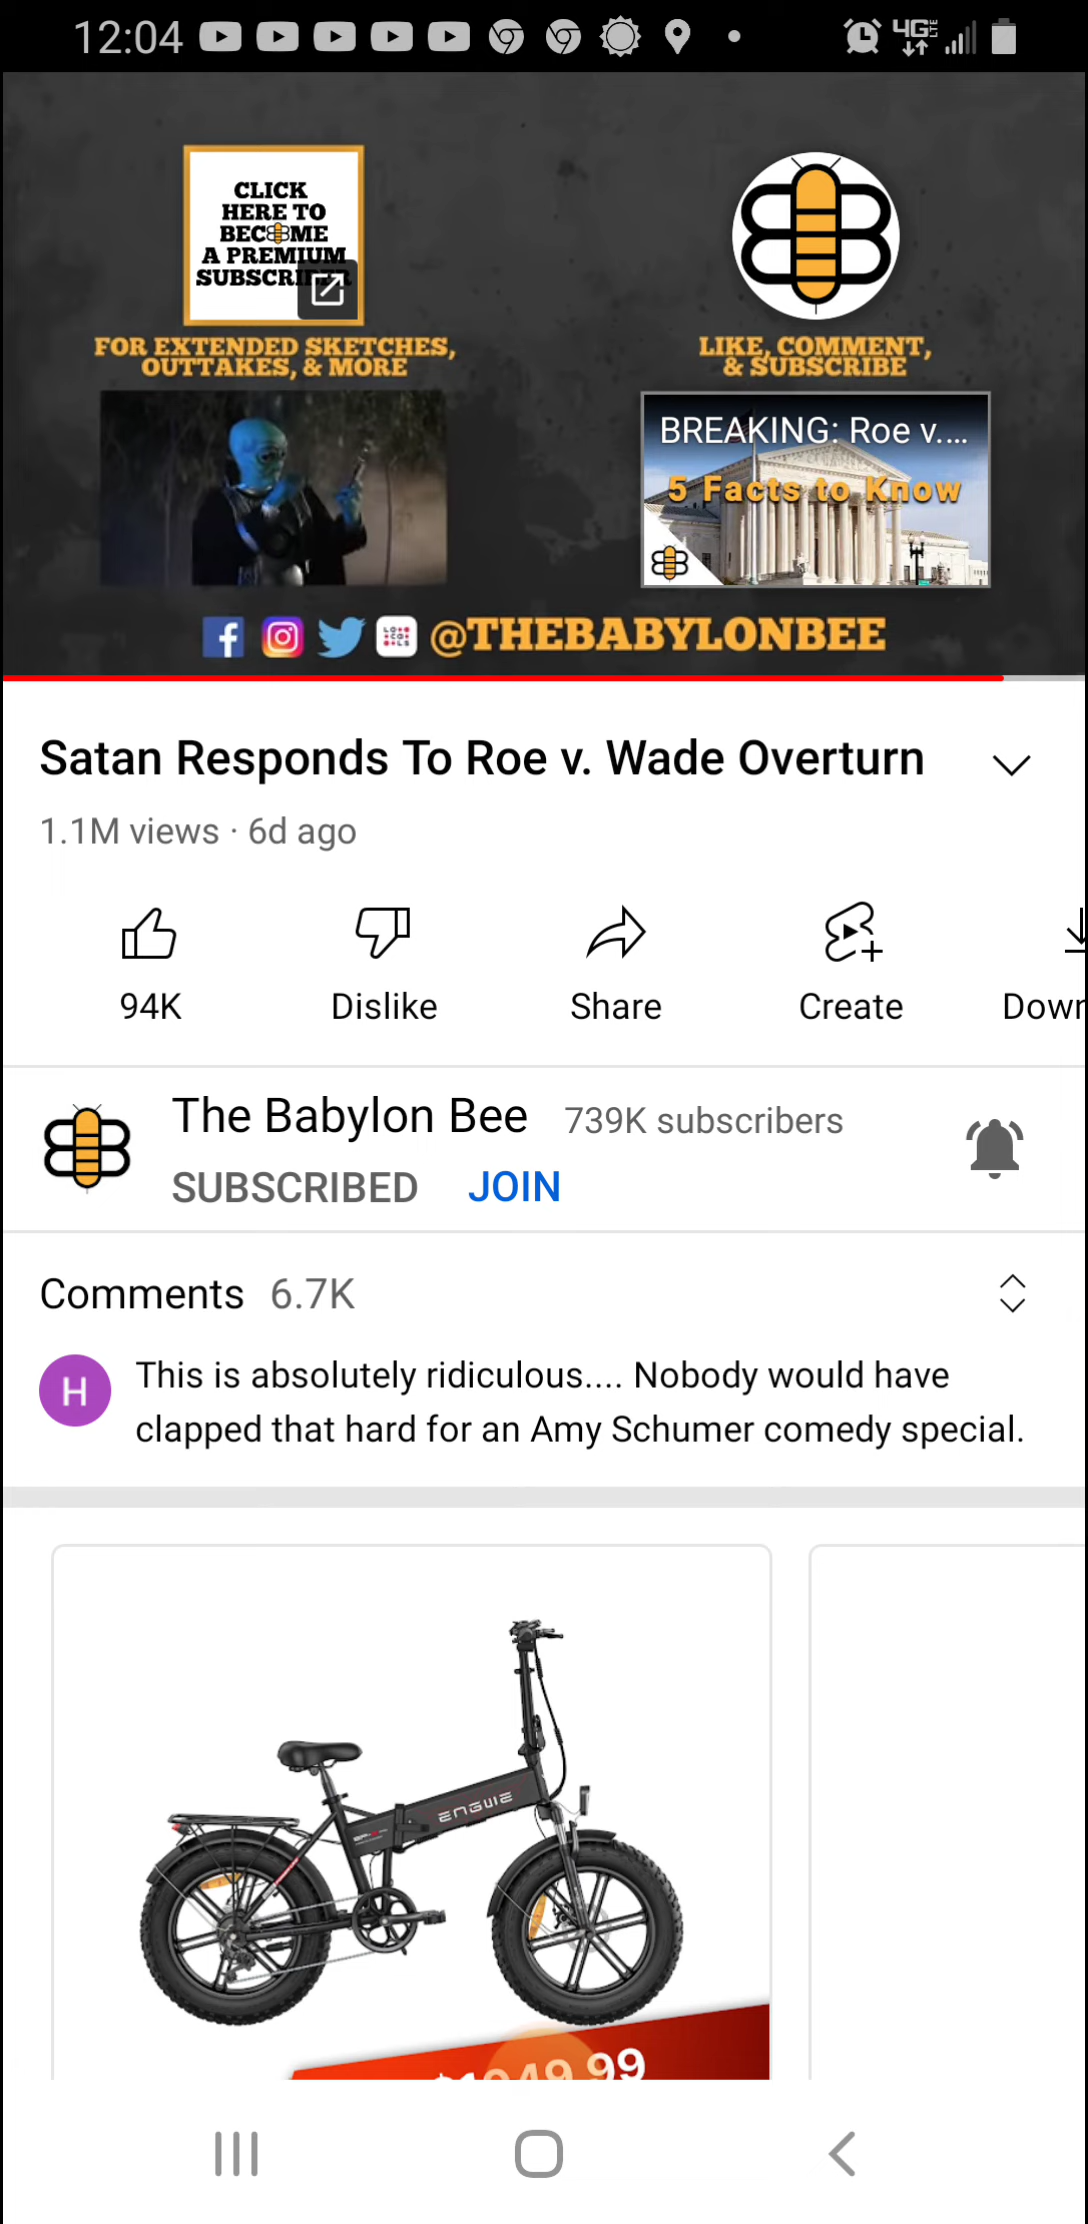 12:04
4G LTE
CLICK
HERE TO
BECOME
A PREMIUM
FOR EXTENDED SKETCHES,
OUTTAKES, & MORE
LIKE, COMMENT,
& SUBSCRIBE
BREAKING: Roe v....
5 Facts to Know
@THEBABYLONBEE
Satan Responds To Roe v. Wade Overturn
1.1M views · 6d ago
94K
Dislike
Share
Create
Down
The Babylon Bee 739K subscribers
SUBSCRIBED JOIN
Comments 6.7K
H
This is absolutely ridiculous.... Nobody would have
clapped that hard for an Amy Schumer comedy special.
ENGWE